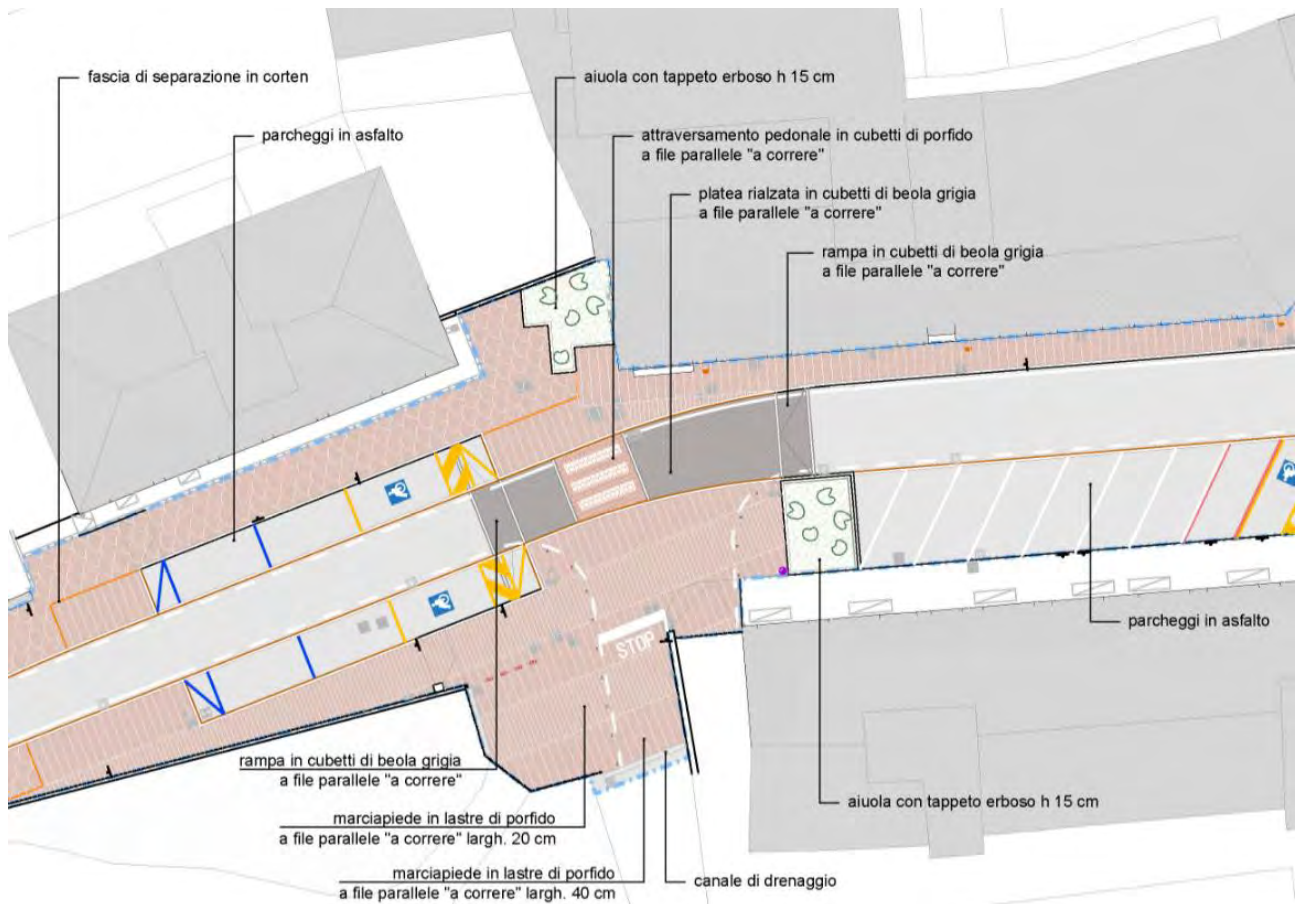 fascia di separazione in corten
aiuola con tappeto erboso h 15 cm
parcheggi in asfalto
attraversamento pedonale in cubetti di porfido
a file parallele "a correre"
platea rialzata in cubetti di beola grigia
a file parallele "a correre"
rampa in cubetti di beola grigia
a file parallele "a correre"
STOP
parcheggi in asfalto
rampa in cubetti di beola grigia
a file parallele "a correre"
aiuola con tappeto erboso h 15 cm
marciapiede in lastre di porfido
a file parallele "a correre" largh. 20 cm
marciapiede in lastre di porfido
a file parallele "a correre" largh. 40 cm
canale di drenaggio